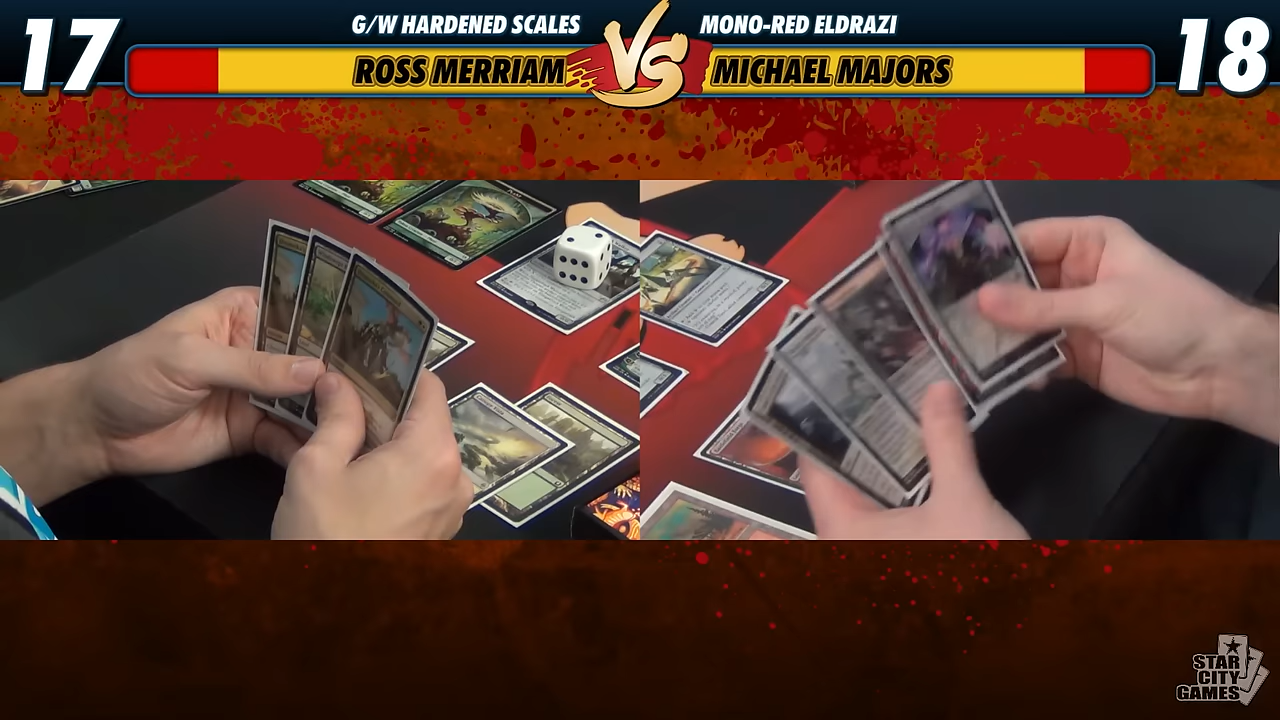 17
G/W HARDENED SCALES
VS
MONO-RED ELDRAZI
18
ROSS MERRIAM
MICHAEL MAJORS
STAR
CITY
GAMES